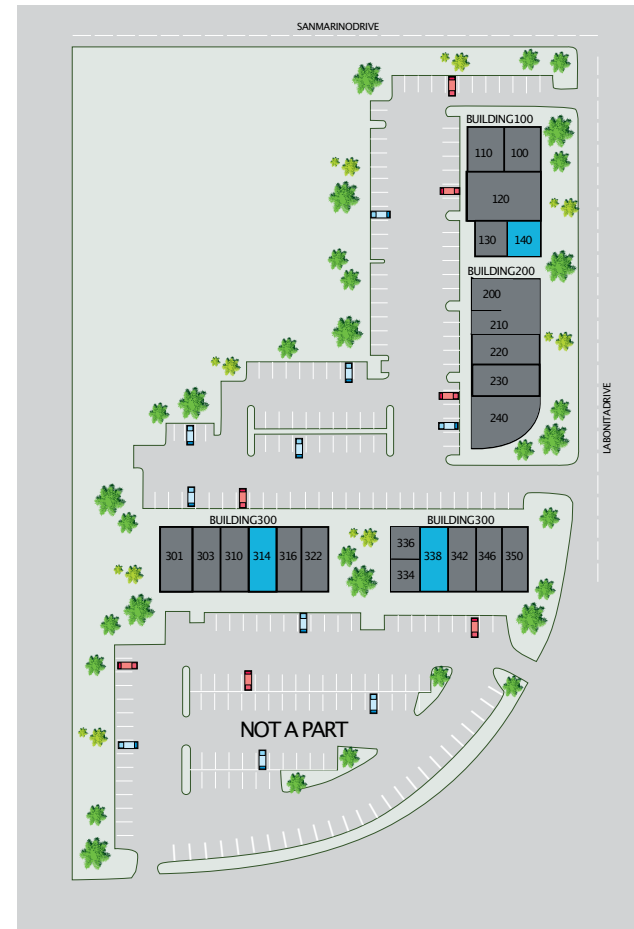 SANMARINODRIVE
BUILDING100
110 100
120
130 140
BUILDING200
200
210
220
230
240
LABONITADRIVE
BUILDING300 BUILDING300
301 303 310 314 316 322
336
334
338 342 346 350
NOT A PART